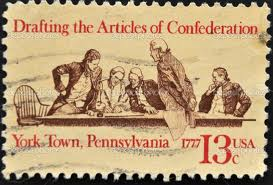 Drafting the Articles of Confederation
York Town, Pennsylvania 1777 13c USA